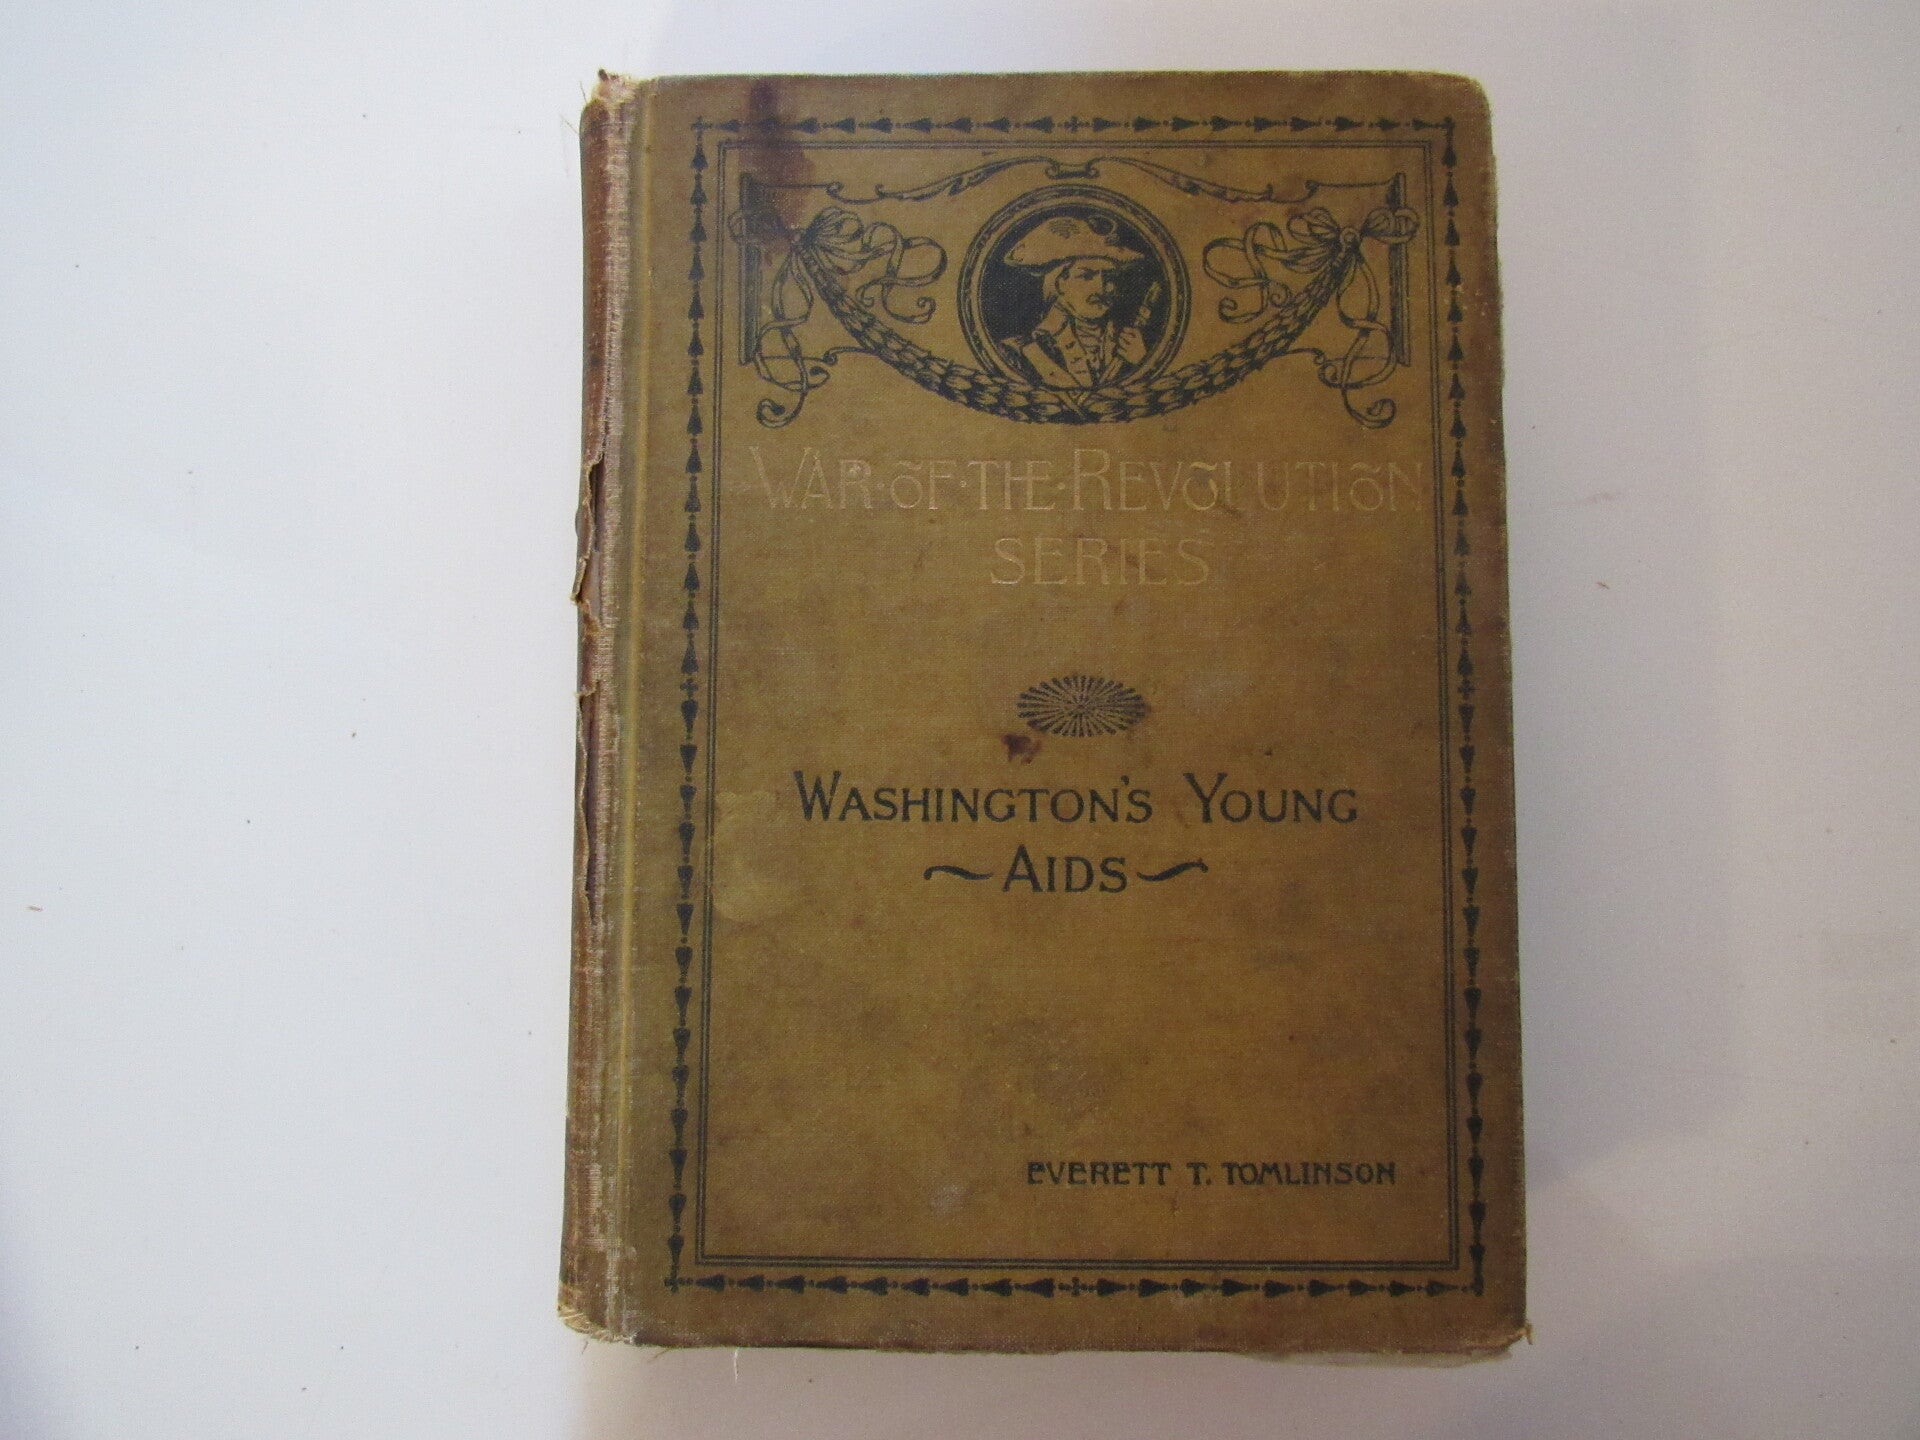 WAR·OF·THE·REVOLUTION
SERIES
WASHINGTON'S YOUNG
~AIDS~
EVERETT T. TOMLINSON